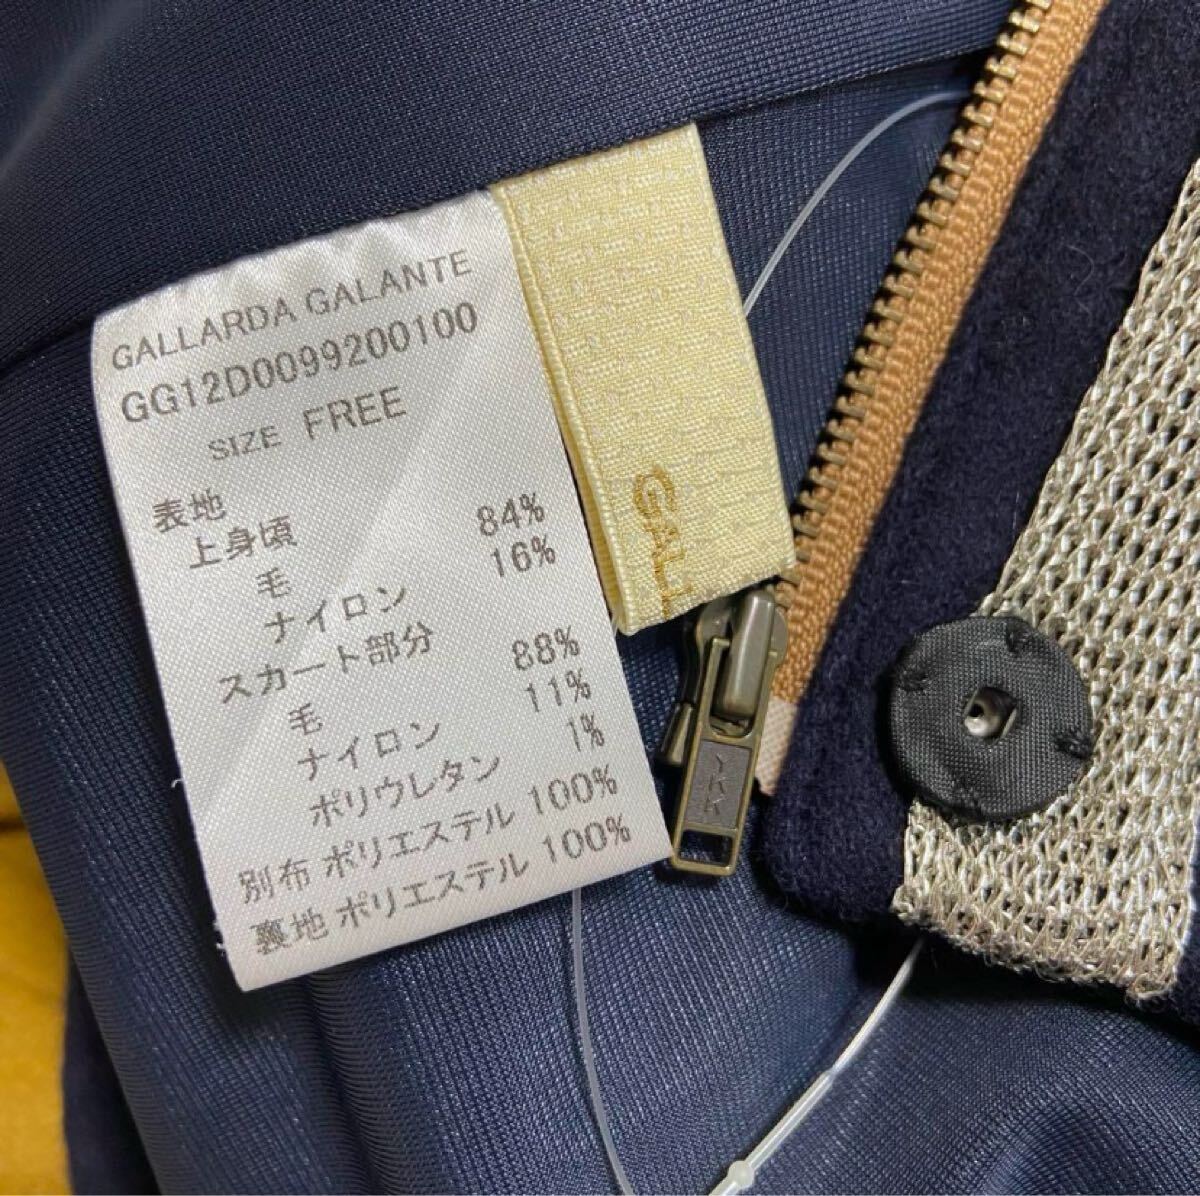 GALLARDA GALANTE
GG12D0099200100
SIZE FREE
表地
上身頃
毛 84%
ナイロン 16%
スカート部分
毛 88%
ナイロン 11%
ポリウレタン 1%
別布 ポリエステル 100%
裏地 ポリエステル 100%
GALL
YKK